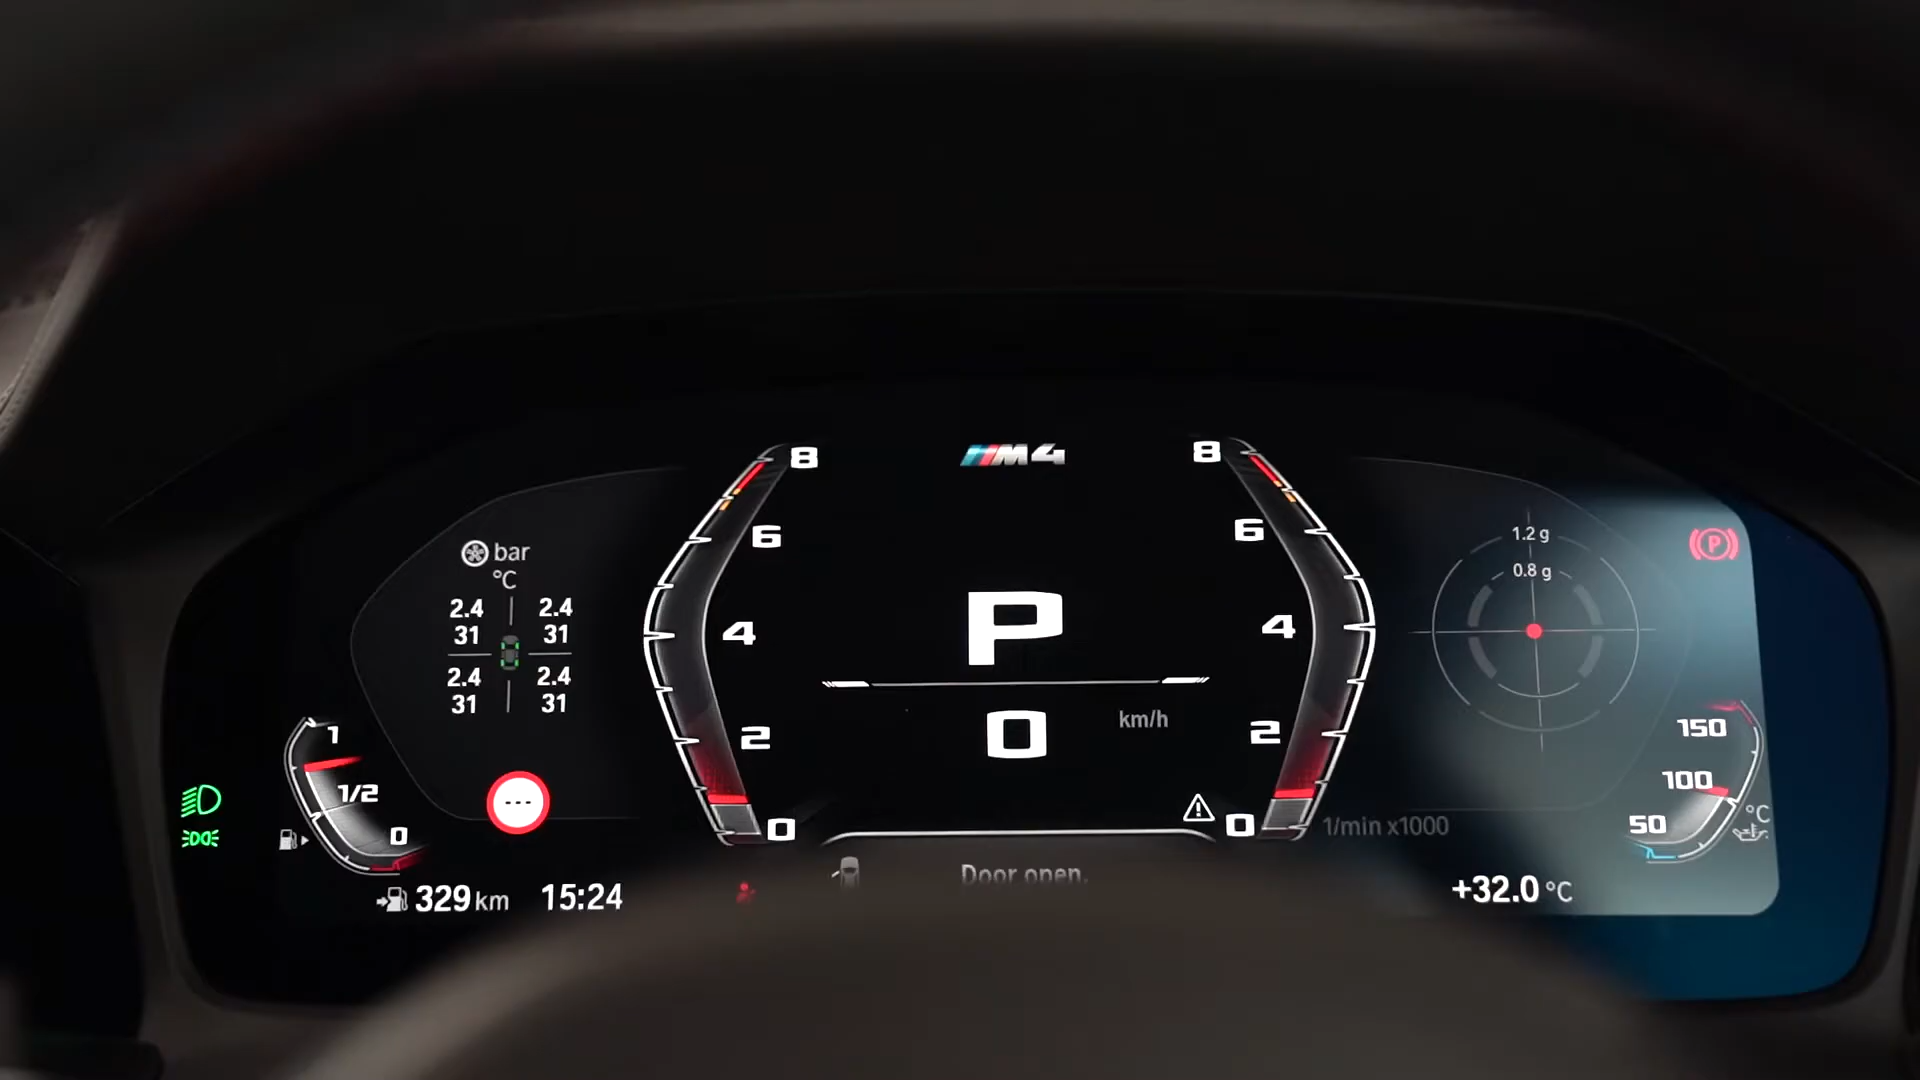 8
6
4
2
0
M4
8
6
4
2
0
bar
°C
2.4 2.4
31 31
2.4 2.4
31 31
1
1/2
0
---
P
0 km/h
1.2 g
0.8 g
P
150
100
50
°C
1/min x1000
329 km 15:24
Door open.
+32.0 °C